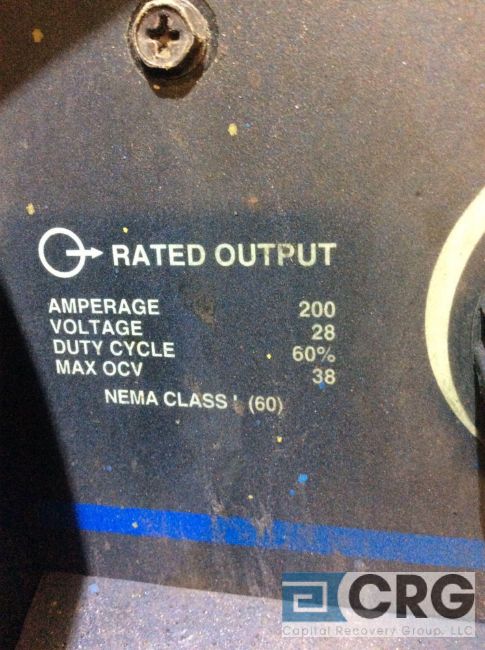 RATED OUTPUT
AMPERAGE 200
VOLTAGE 28
DUTY CYCLE 60%
MAX OCV 38
NEMA CLASS I (60)
CRG
Capital Recovery Group, LLC